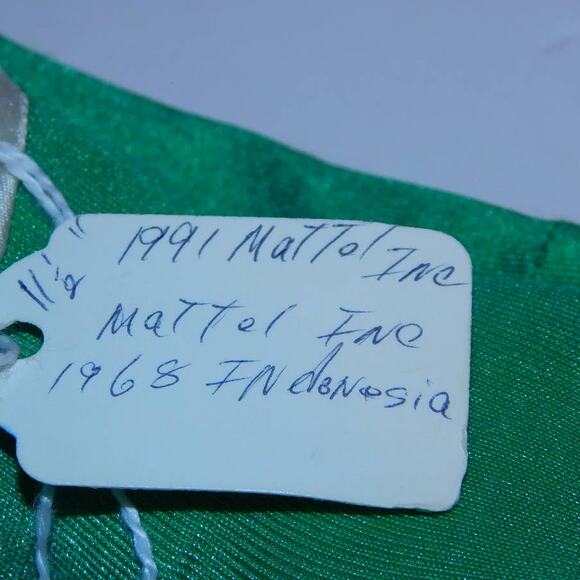 11½"
1991 Mattel Inc
Mattel Inc
1968 Indonesia